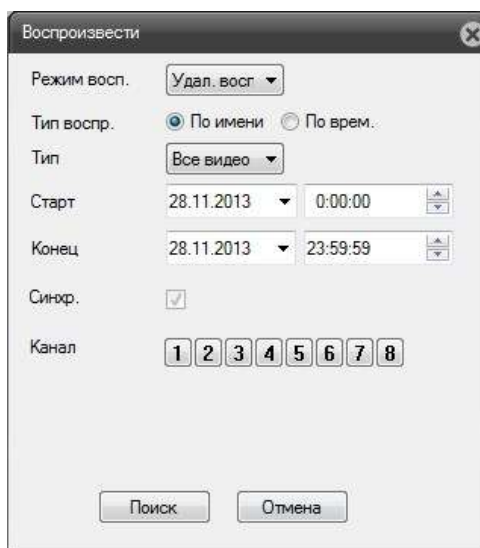 Воспроизвести
Режим восп. Удал. восг
Тип воспр. По имени По врем.
Тип Все видео
Старт 28.11.2013 0:00:00
Конец 28.11.2013 23:59:59
Синхр.
Канал 1 2 3 4 5 6 7 8
Поиск Отмена